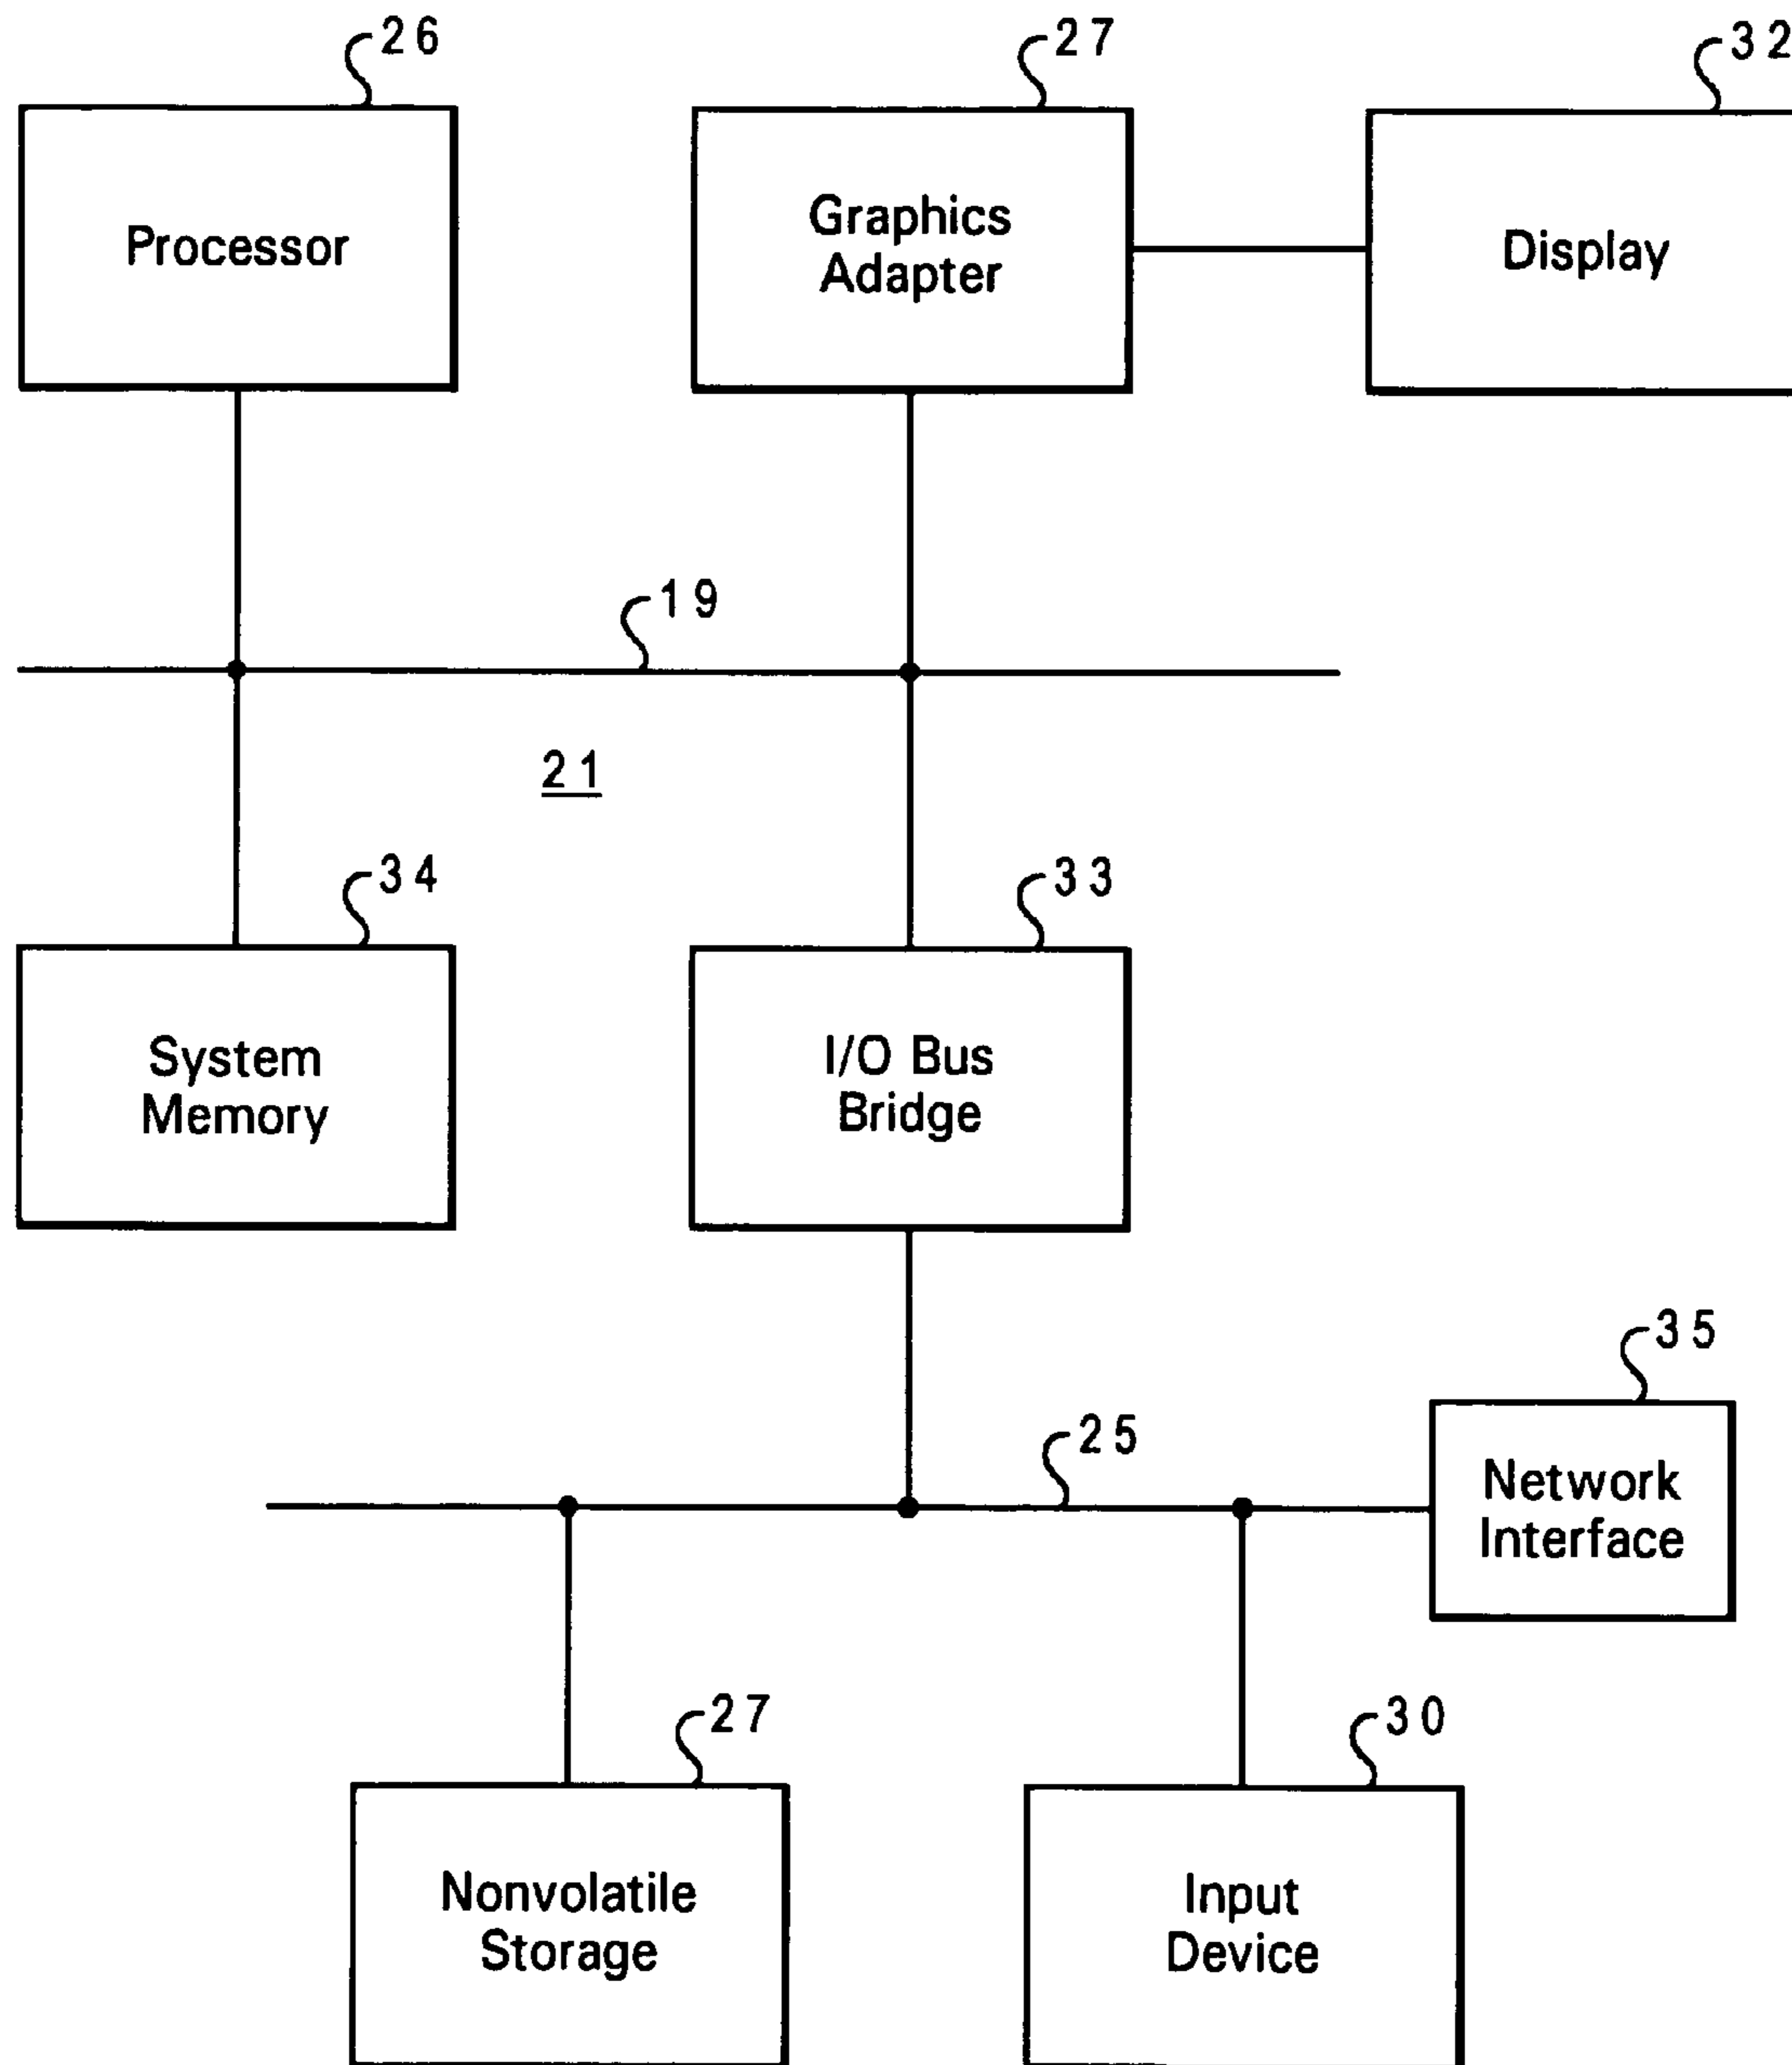 26
27
32
Processor
Graphics
Adapter
Display
19
21
34
33
System
Memory
I/O Bus
Bridge
35
25
Network
Interface
27
30
Nonvolatile
Storage
Input
Device